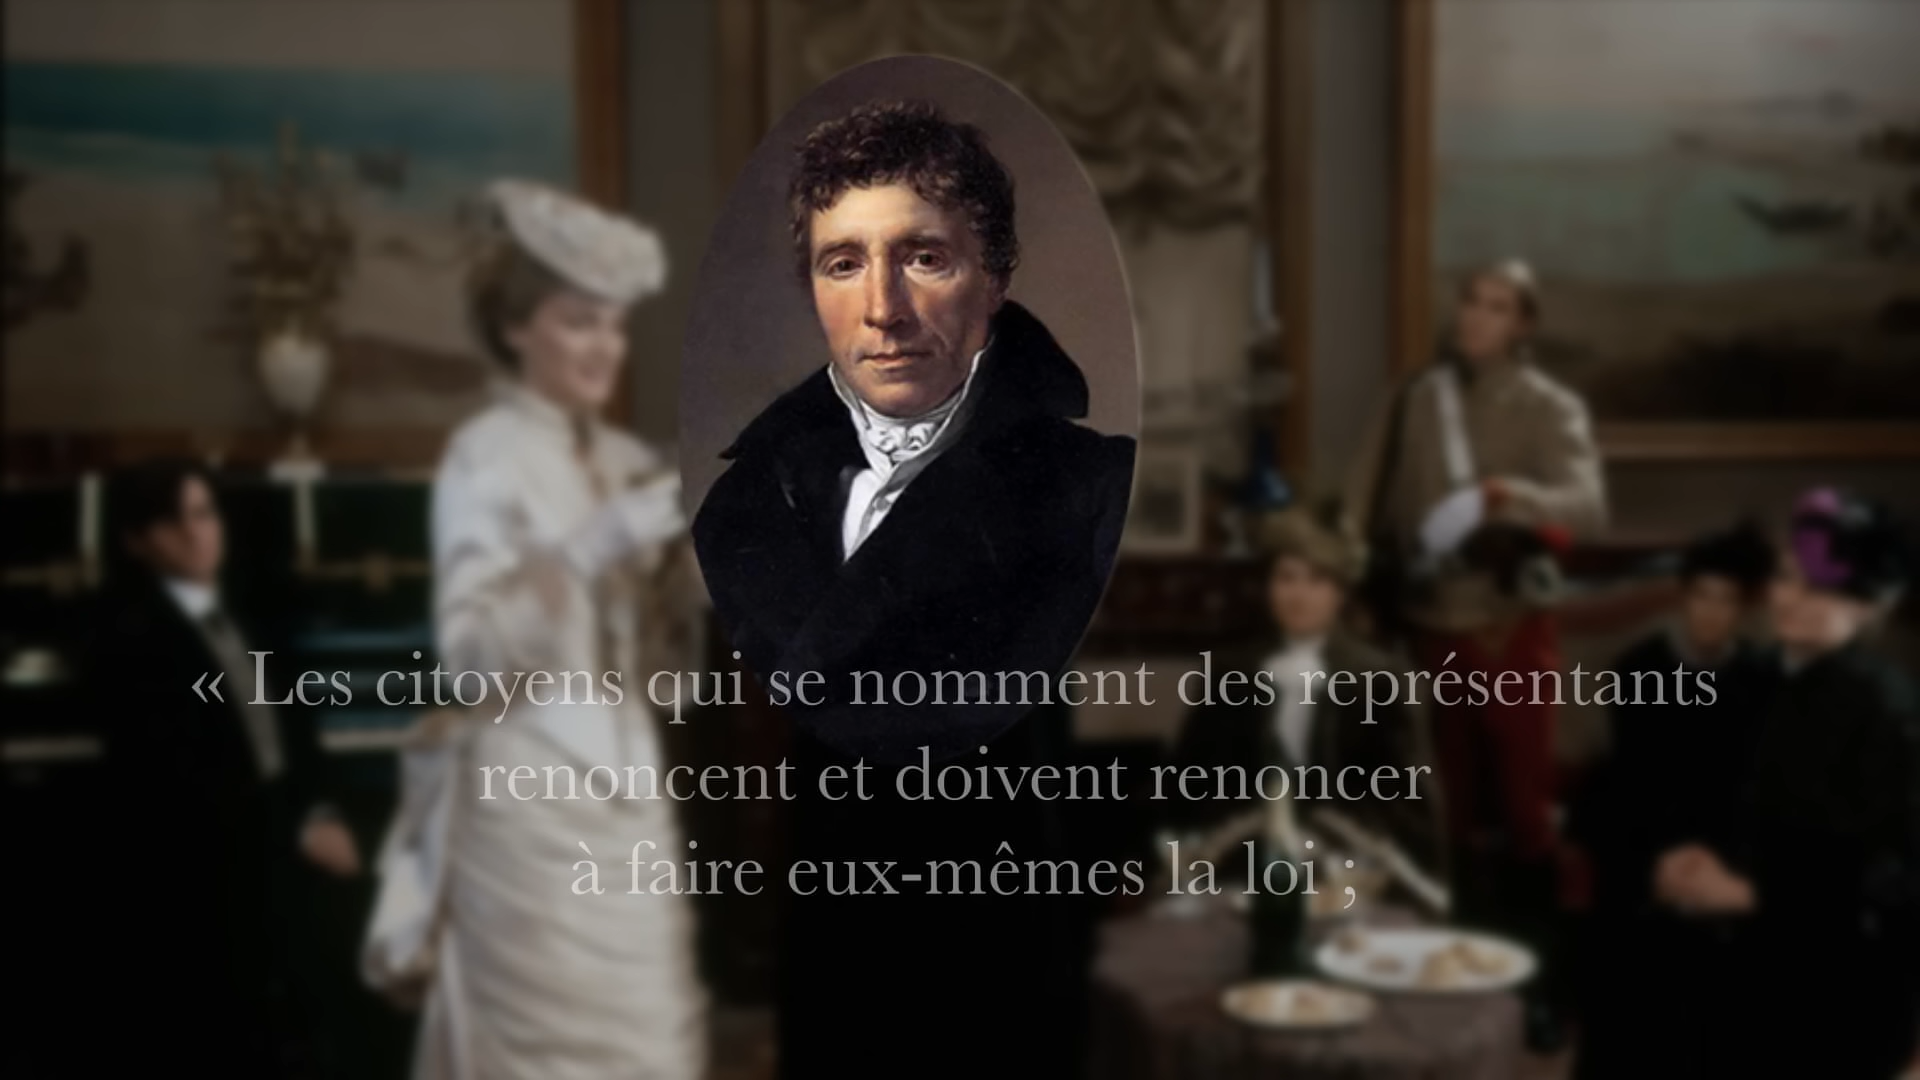 « Les citoyens qui se nomment des représentants
renoncent et doivent renoncer
à faire eux-mêmes la loi ;